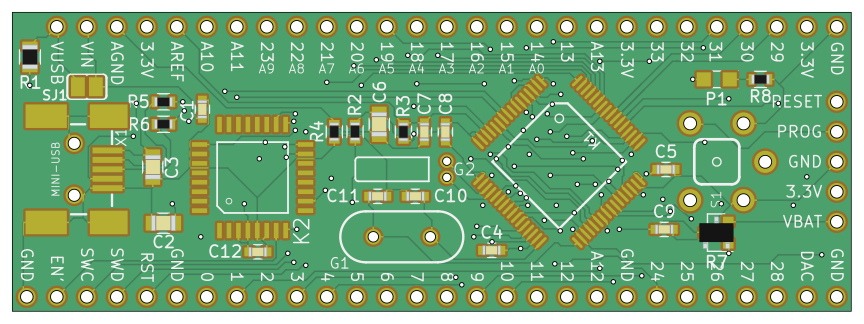 VUSB VIN AGND 3.3V AREF A10 A11 23 22 21 20 19 18 17 16 15 14 13 A13 3.3V 33 32 31 30 29 3.3V GND
A9 A8 A7 A6 A5 A4 A3 A2 A1 A0
R1
SJ1
R5
R6
C1
X1
MINI-USB
C3
C2
C12
K2
R4
R2
C6
R3
C7
C8
G2
C11
C10
G1
C4
C5
C9
P1
R8
S1
R7
RESET
PROG
GND
3.3V
VBAT
GND EN SWC SWD RST GND 0 1 2 3 4 5 6 7 8 9 10 11 12 A12 GND 24 25 26 27 28 DAC GND